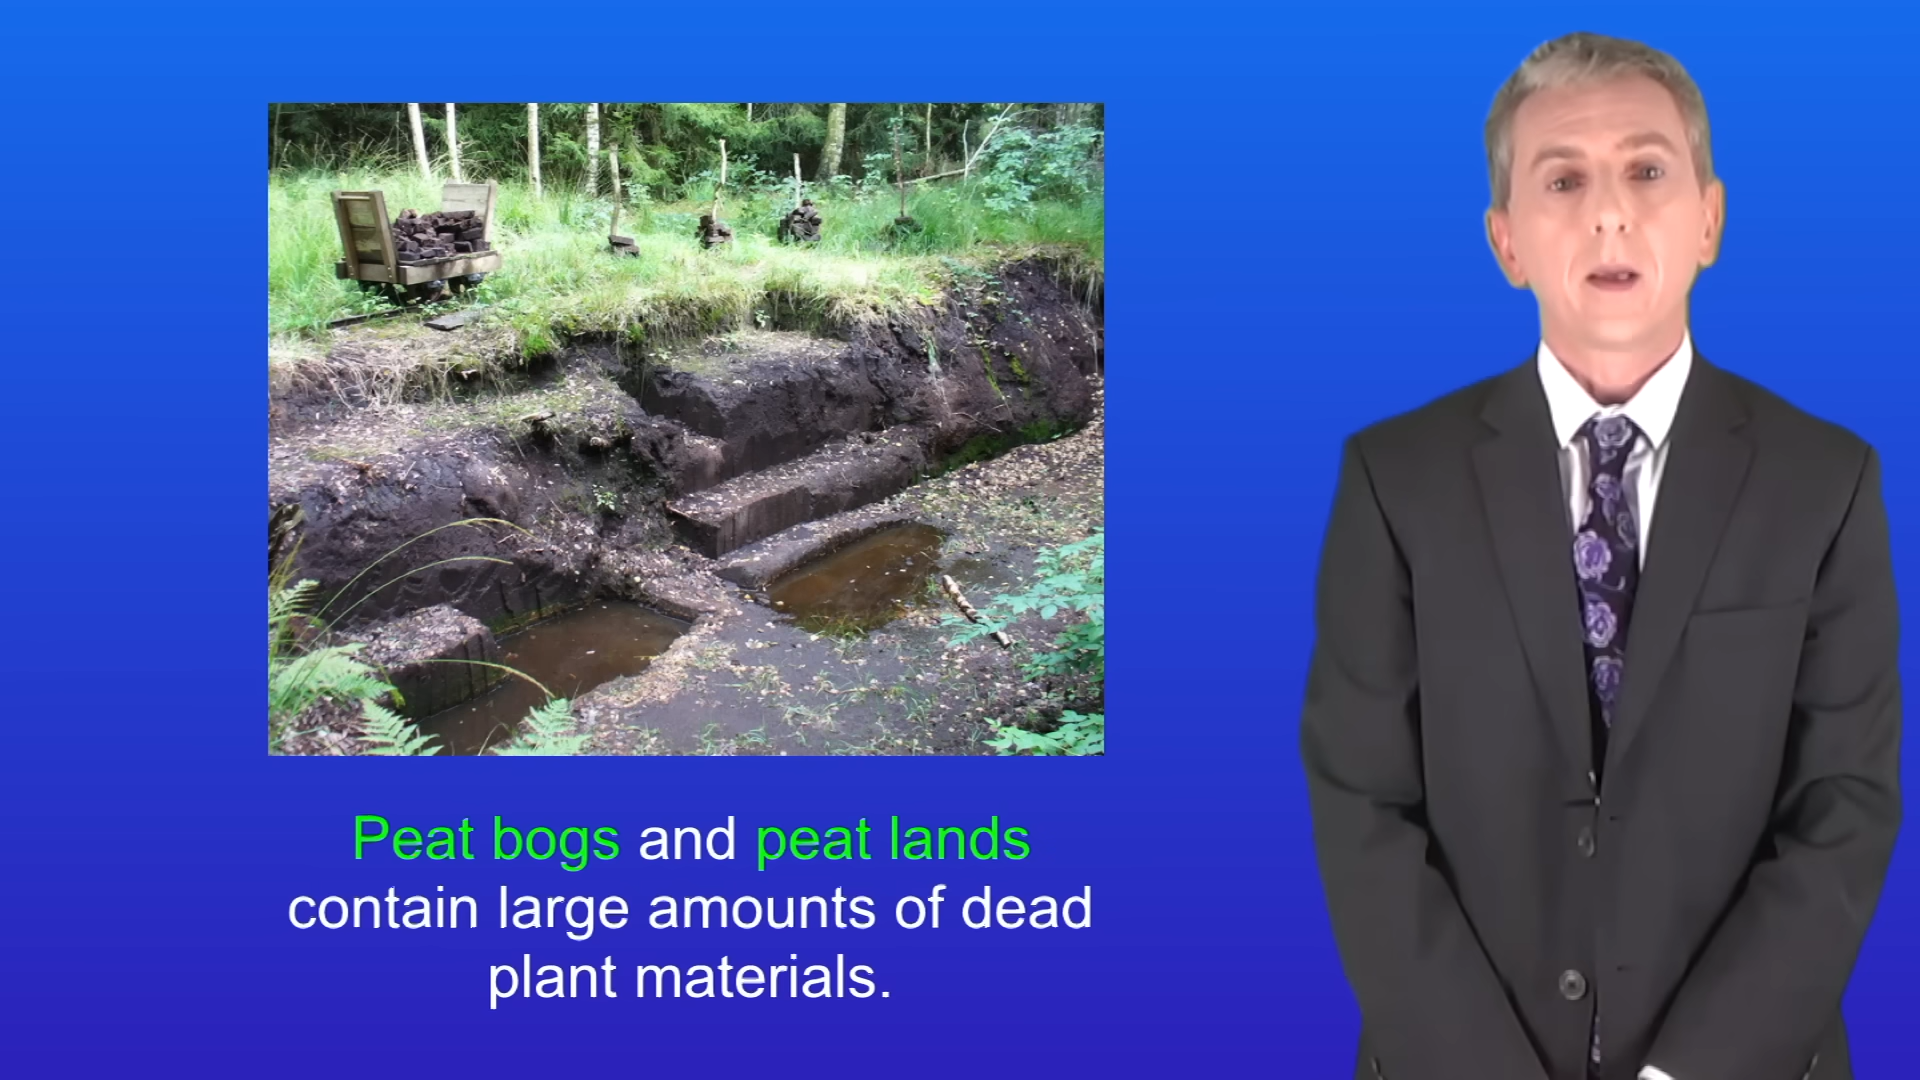 Peat bogs and peat lands
contain large amounts of dead
plant materials.